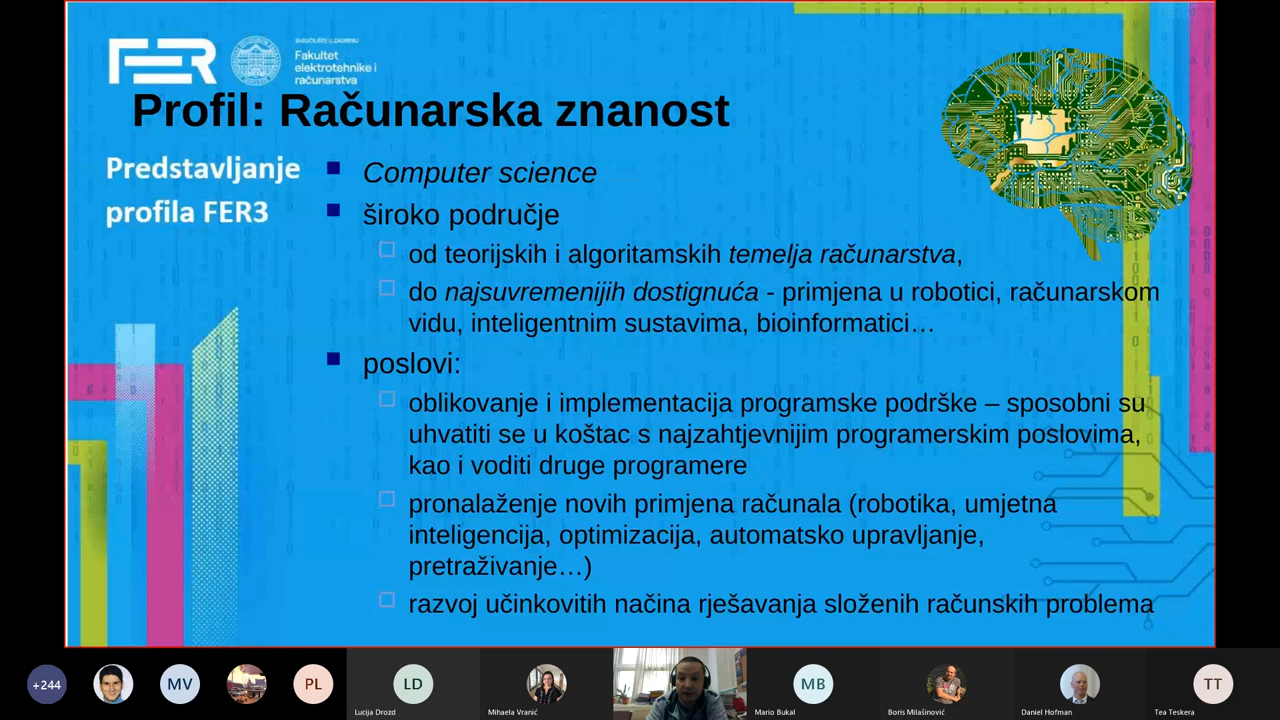 FER
SVEUČILIŠTE U ZAGREBU
Fakultet
elektrotehnike i
računarstva
Profil: Računarska znanost
Predstavljanje
profila FER3
Computer science
široko područje
od teorijskih i algoritamskih temelja računarstva,
do najsuvremenijih dostignuća - primjena u robotici, računarskom
vidu, inteligentnim sustavima, bioinformatici…
poslovi:
oblikovanje i implementacija programske podrške – sposobni su
uhvatiti se u koštac s najzahtjevnijim programerskim poslovima,
kao i voditi druge programere
pronalaženje novih primjena računala (robotika, umjetna
inteligencija, optimizacija, automatsko upravljanje,
pretraživanje…)
razvoj učinkovitih načina rješavanja složenih računskih problema
+244
MV
PL
LD
MB
TT
Lucija Drozd
Mihaela Vranić
Mario Bukal
Boris Milašinović
Daniel Hofman
Tea Teskera